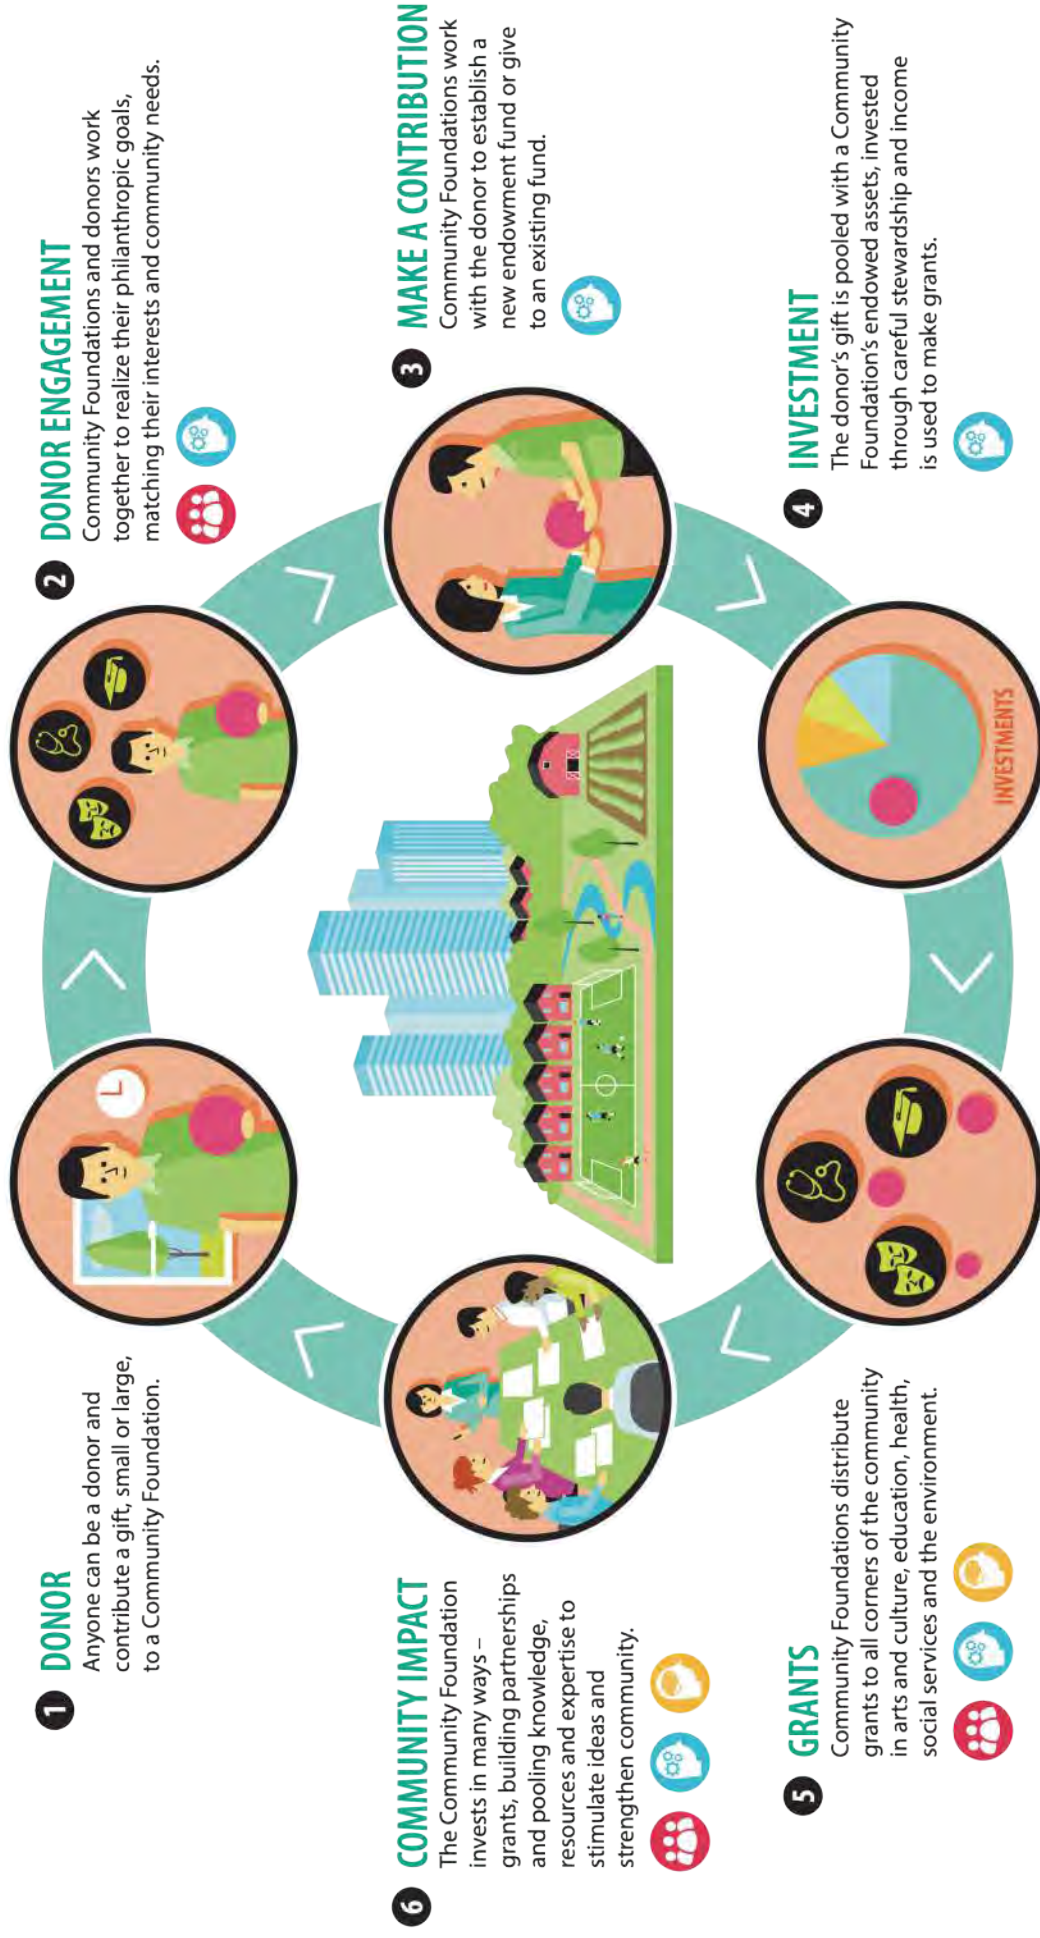 1 DONOR
Anyone can be a donor and
contribute a gift, small or large,
to a Community Foundation.
2 DONOR ENGAGEMENT
Community Foundations and donors work
together to realize their philanthropic goals,
matching their interests and community needs.
3 MAKE A CONTRIBUTION
Community Foundations work
with the donor to establish a
new endowment fund or give
to an existing fund.
4 INVESTMENT
The donor's gift is pooled with a Community
Foundation's endowed assets, invested
through careful stewardship and income
is used to make grants.
INVESTMENTS
5 GRANTS
Community Foundations distribute
grants to all corners of the community
in arts and culture, education, health,
social services and the environment.
6 COMMUNITY IMPACT
The Community Foundation
invests in many ways –
grants, building partnerships
and pooling knowledge,
resources and expertise to
stimulate ideas and
strengthen community.